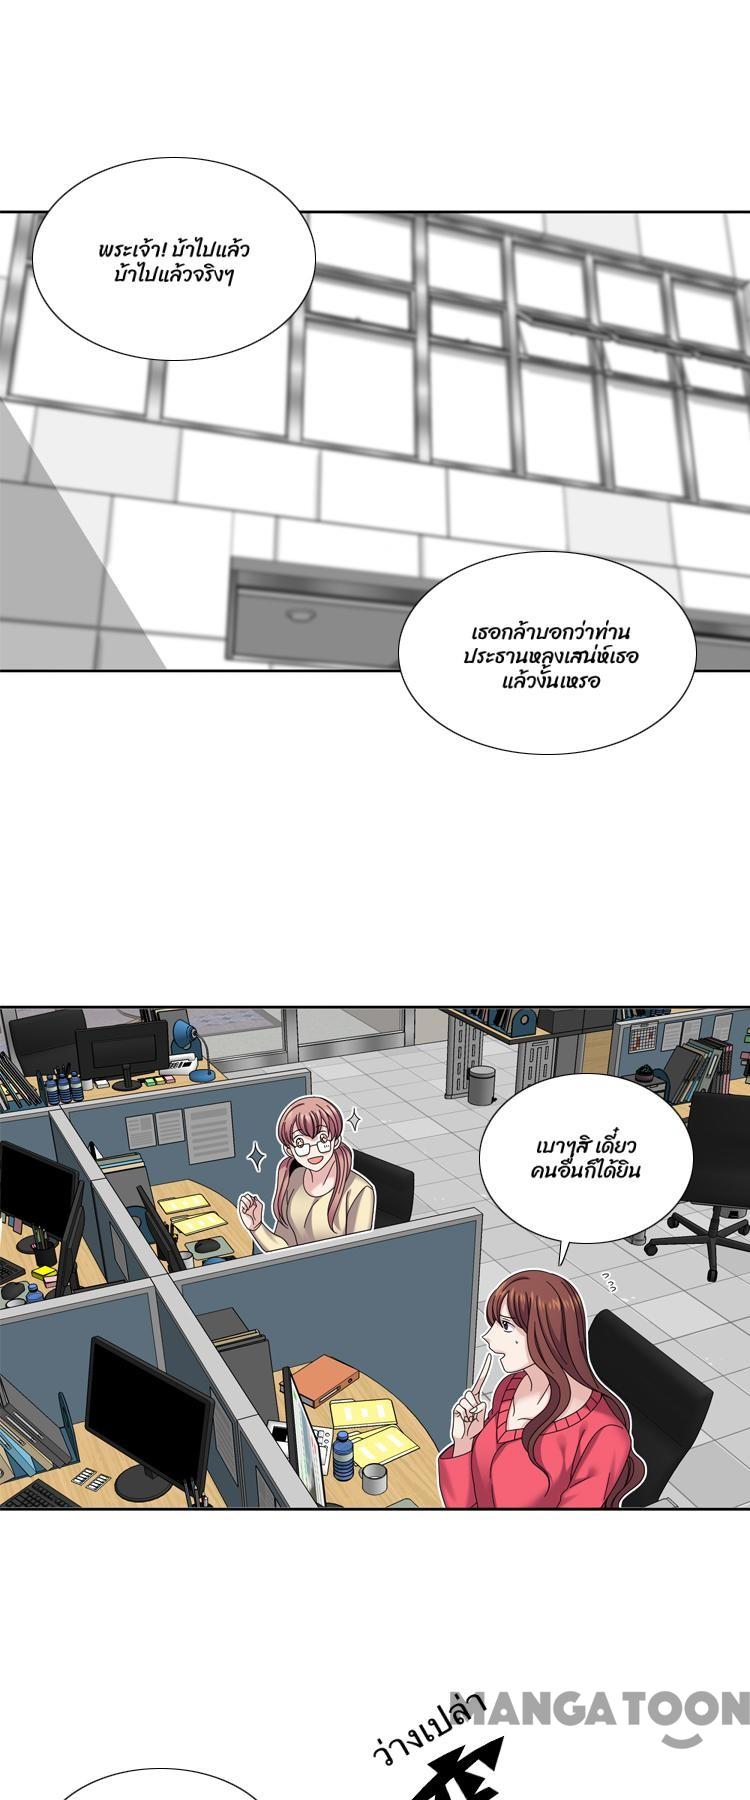 พระเจ้า! บ้าไปแล้ว
บ้าไปแล้วจริงๆ
เธอกล้าบอกว่าท่าน
ประธานหลงเสน่ห์เธอ
แล้วงั้นเหรอ
เบาๆสิ เดี๋ยว
คนอื่นก็ได้ยิน
MANGATOON
ว่างเปล่า